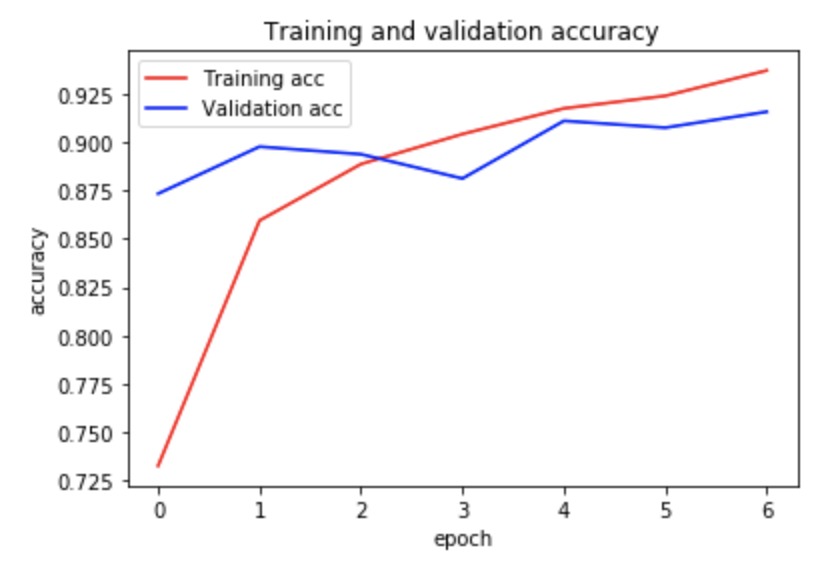 Training and validation accuracy
Training acc
Validation acc
0.925
0.900
0.875
0.850
0.825
0.800
0.775
0.750
0.725
accuracy
0 1 2 3 4 5 6
epoch